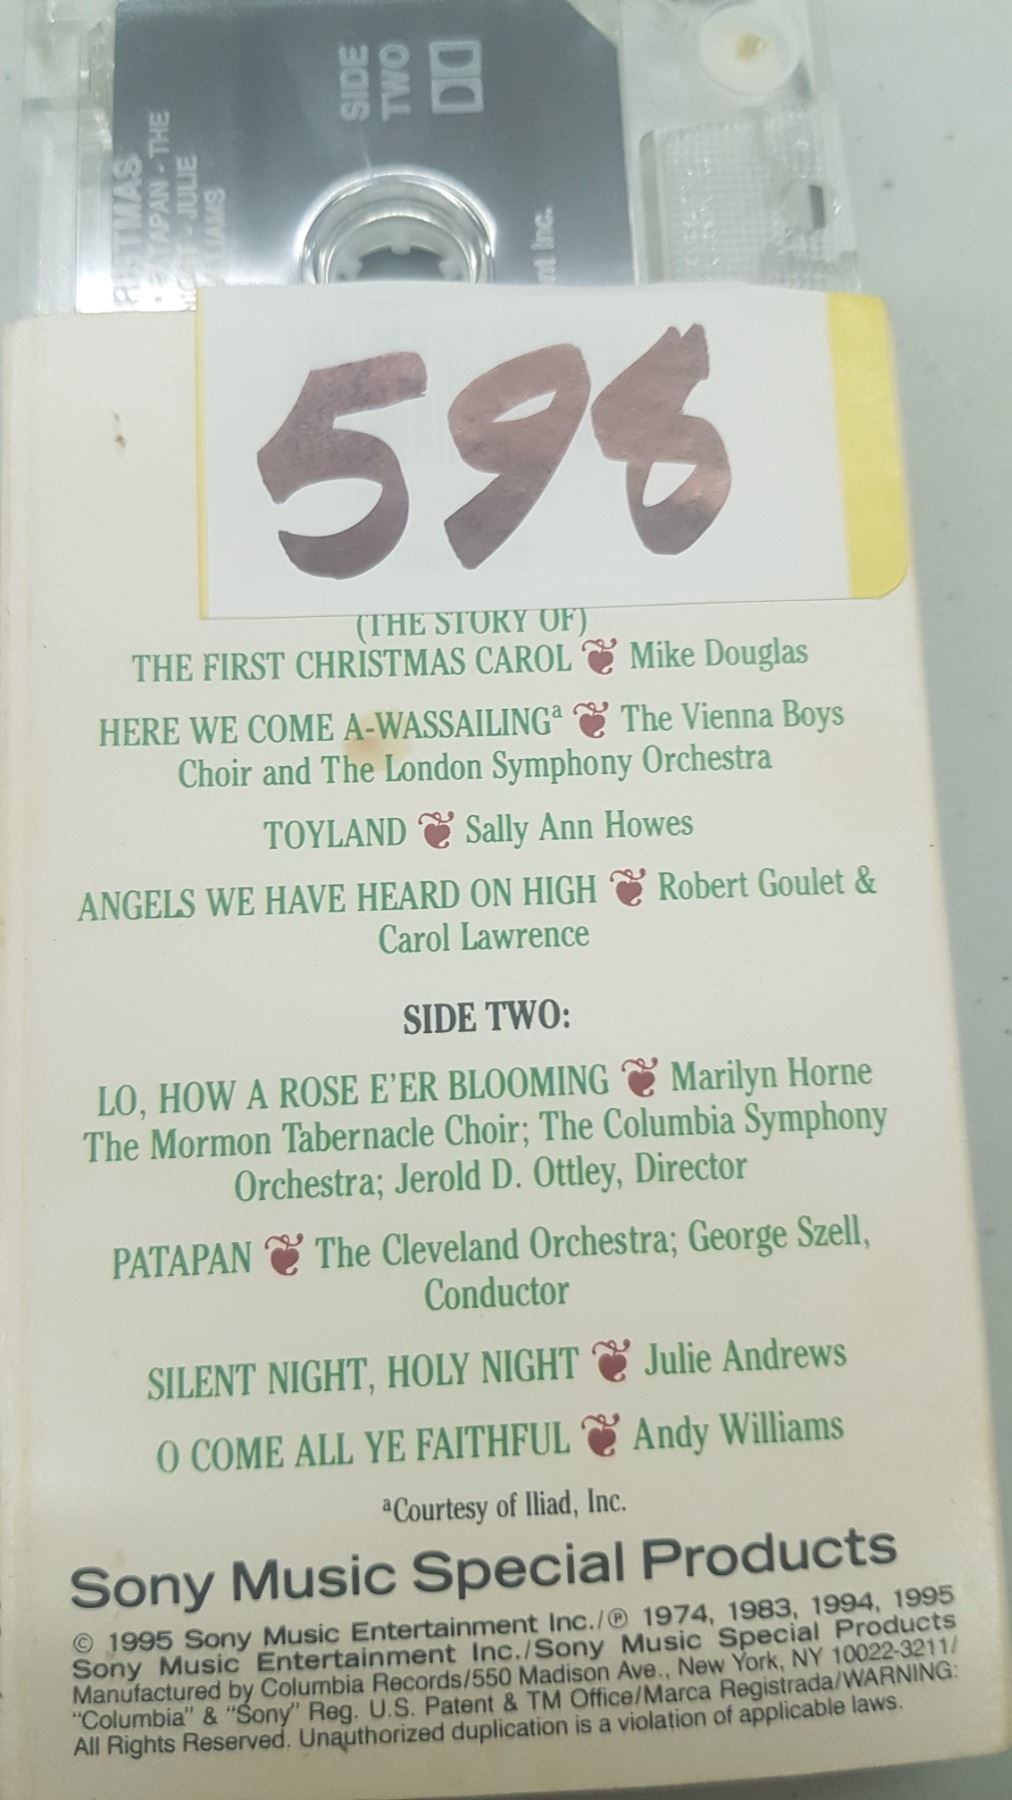 SIDE
TWO
ISTMAS
TAPAN - THE
JULIE
LIAMS
nt Inc.
598
(THE STORY OF)
THE FIRST CHRISTMAS CAROL Mike Douglas
HERE WE COME A-WASSAILINGª The Vienna Boys
Choir and The London Symphony Orchestra
TOYLAND Sally Ann Howes
ANGELS WE HAVE HEARD ON HIGH Robert Goulet &
Carol Lawrence
SIDE TWO:
LO, HOW A ROSE E'ER BLOOMING Marilyn Horne
The Mormon Tabernacle Choir; The Columbia Symphony
Orchestra; Jerold D. Ottley, Director
PATAPAN The Cleveland Orchestra; George Szell,
Conductor
SILENT NIGHT, HOLY NIGHT Julie Andrews
O COME ALL YE FAITHFUL Andy Williams
ªCourtesy of Iliad, Inc.
Sony Music Special Products
© 1995 Sony Music Entertainment Inc./℗ 1974, 1983, 1994, 1995
Sony Music Entertainment Inc./Sony Music Special Products
Manufactured by Columbia Records/550 Madison Ave., New York, NY 10022-3211/
"Columbia" & "Sony" Reg. U.S. Patent & TM Office/Marca Registrada/WARNING:
All Rights Reserved. Unauthorized duplication is a violation of applicable laws.